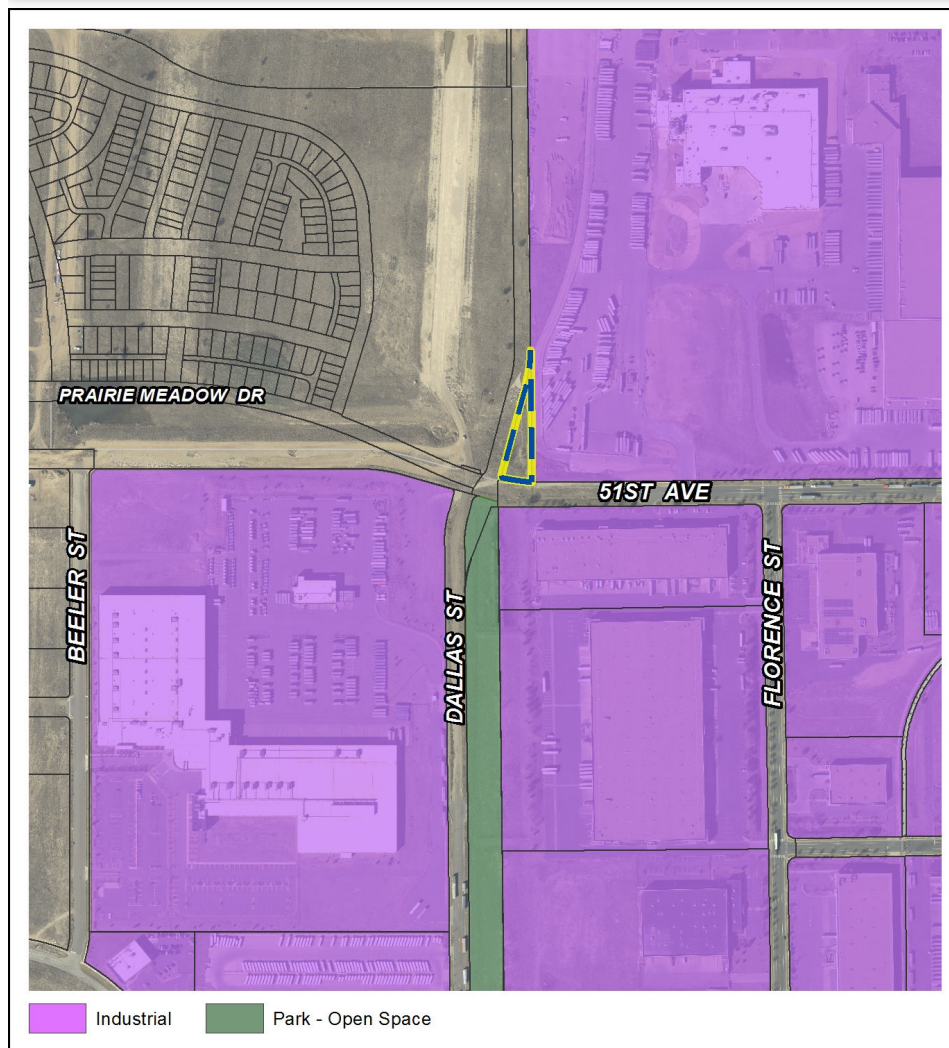 PRAIRIE MEADOW DR
51ST AVE
BEELER ST
DALLAS ST
FLORENCE ST
Industrial
Park - Open Space